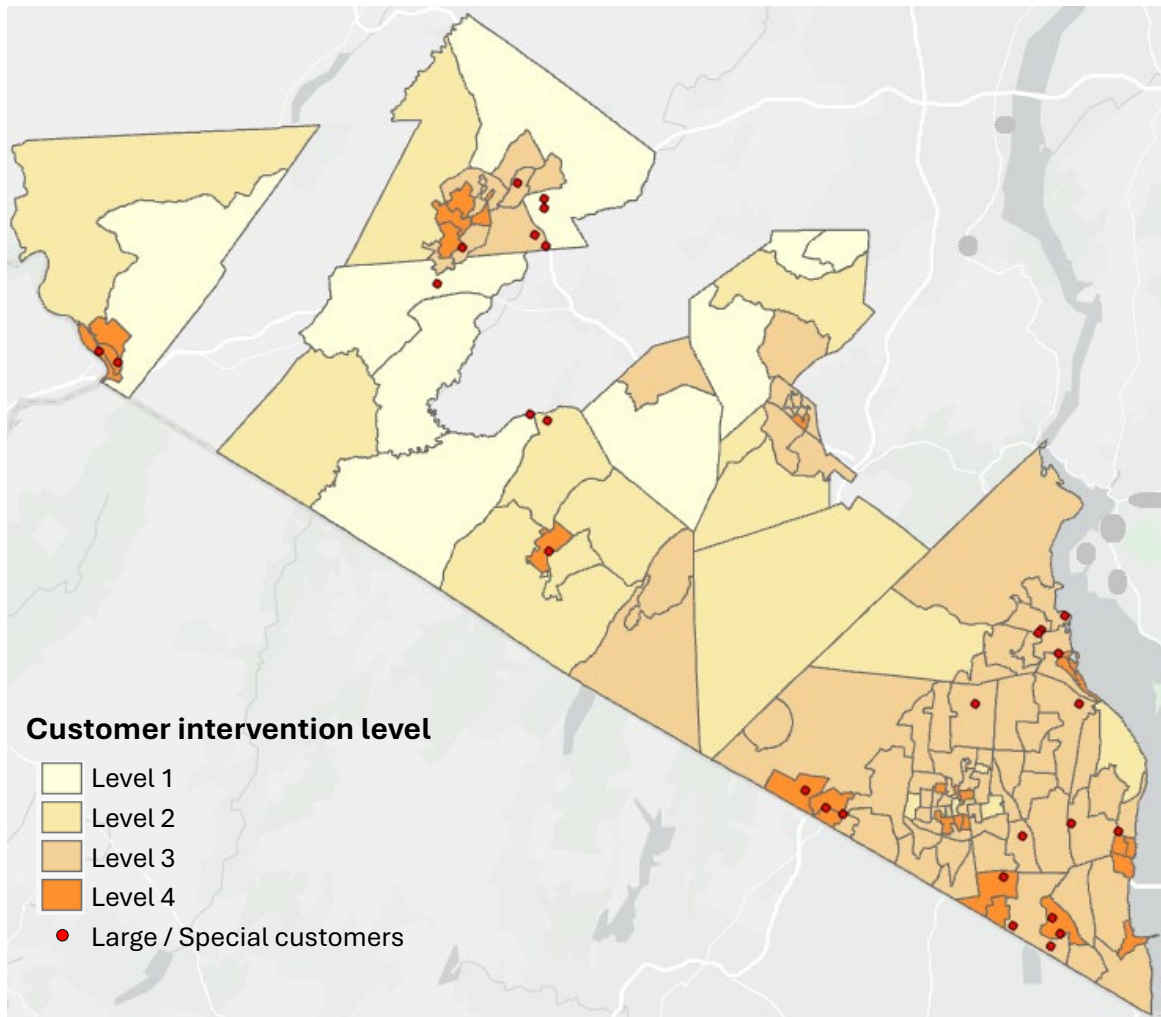 Customer intervention level
Level 1
Level 2
Level 3
Level 4
Large / Special customers